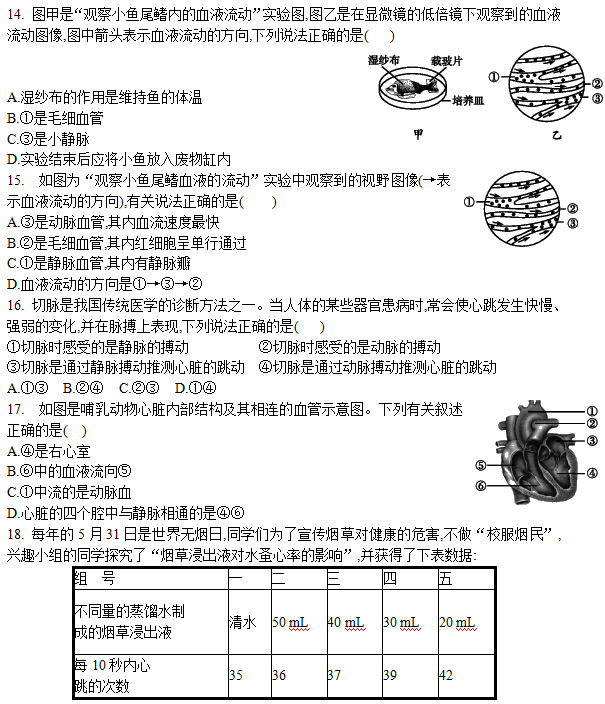 14. 图甲是“观察小鱼尾鳍内的血液流动”实验图,图乙是在显微镜的低倍镜下观察到的血液
流动图像,图中箭头表示血液流动的方向,下列说法正确的是(      )
湿纱布 载玻片
培养皿
甲
① ② ③
乙
A.湿纱布的作用是维持鱼的体温
B.①是毛细血管
C.③是小静脉
D.实验结束后应将小鱼放入废物缸内
15. 如图为“观察小鱼尾鳍血液的流动”实验中观察到的视野图像(→表
示血液流动的方向),有关说法正确的是(      )
① ② ③
A.③是动脉血管,其内血流速度最快
B.②是毛细血管,其内红细胞呈单行通过
C.①是静脉血管,其内有静脉瓣
D.血液流动的方向是①→③→②
16. 切脉是我国传统医学的诊断方法之一。当人体的某些器官患病时,常会使心跳发生快慢、
强弱的变化,并在脉搏上表现,下列说法正确的是(      )
①切脉时感受的是静脉的搏动 ②切脉时感受的是动脉的搏动
③切脉是通过静脉搏动推测心脏的跳动 ④切脉是通过动脉搏动推测心脏的跳动
A.①③ B.②④ C.②③ D.①④
17. 如图是哺乳动物心脏内部结构及其相连的血管示意图。下列有关叙述
正确的是(   )
① ② ③ ④ ⑤ ⑥
A.④是右心室
B.⑥中的血液流向⑤
C.①中流的是动脉血
D.心脏的四个腔中与静脉相通的是④⑥
18. 每年的 5 月 31 日是世界无烟日,同学们为了宣传烟草对健康的危害,不做“校服烟民”,
兴趣小组的同学探究了“烟草浸出液对水蚤心率的影响”,并获得了下表数据:
组 号 一 二 三 四 五
不同量的蒸馏水制
成的烟草浸出液 清水 50 mL 40 mL 30 mL 20 mL
每 10 秒内心
跳的次数 35 36 37 39 42